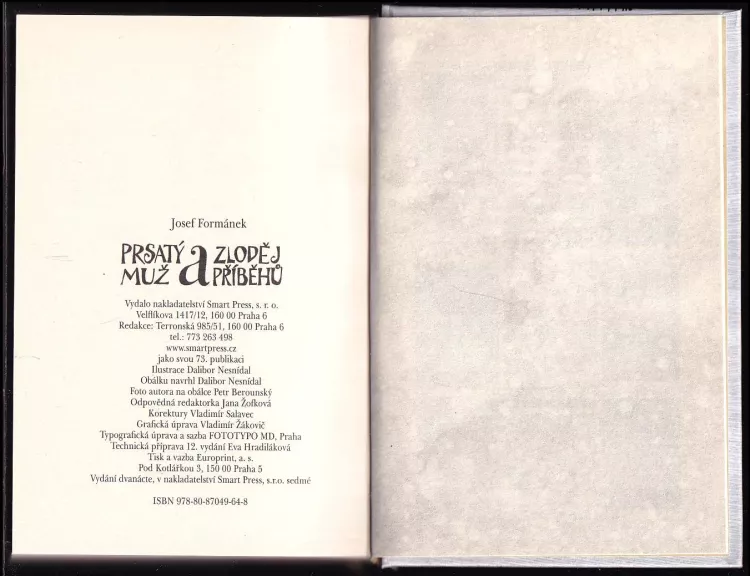 Josef Formánek
PRSATÝ a ZLODĚJ
MUŽ PŘÍBĚHŮ
Vydalo nakladatelství Smart Press, s. r. o.
Velflíkova 1417/12, 160 00 Praha 6
Redakce: Terronská 985/51, 160 00 Praha 6
tel.: 773 263 498
www.smartpress.cz
jako svou 73. publikaci
Ilustrace Dalibor Nesnídal
Obálku navrhl Dalibor Nesnídal
Foto autora na obálce Petr Berounský
Odpovědná redaktorka Jana Žofková
Korektury Vladimír Salavec
Grafická úprava Vladimír Žákovič
Typografická úprava a sazba FOTOTYPO MD, Praha
Technická příprava 12. vydání Eva Hradiláková
Tisk a vazba Europrint, a. s.
Pod Kotlářkou 3, 150 00 Praha 5
Vydání dvanácte, v nakladatelství Smart Press, s.r.o. sedmé
ISBN 978-80-87049-64-8